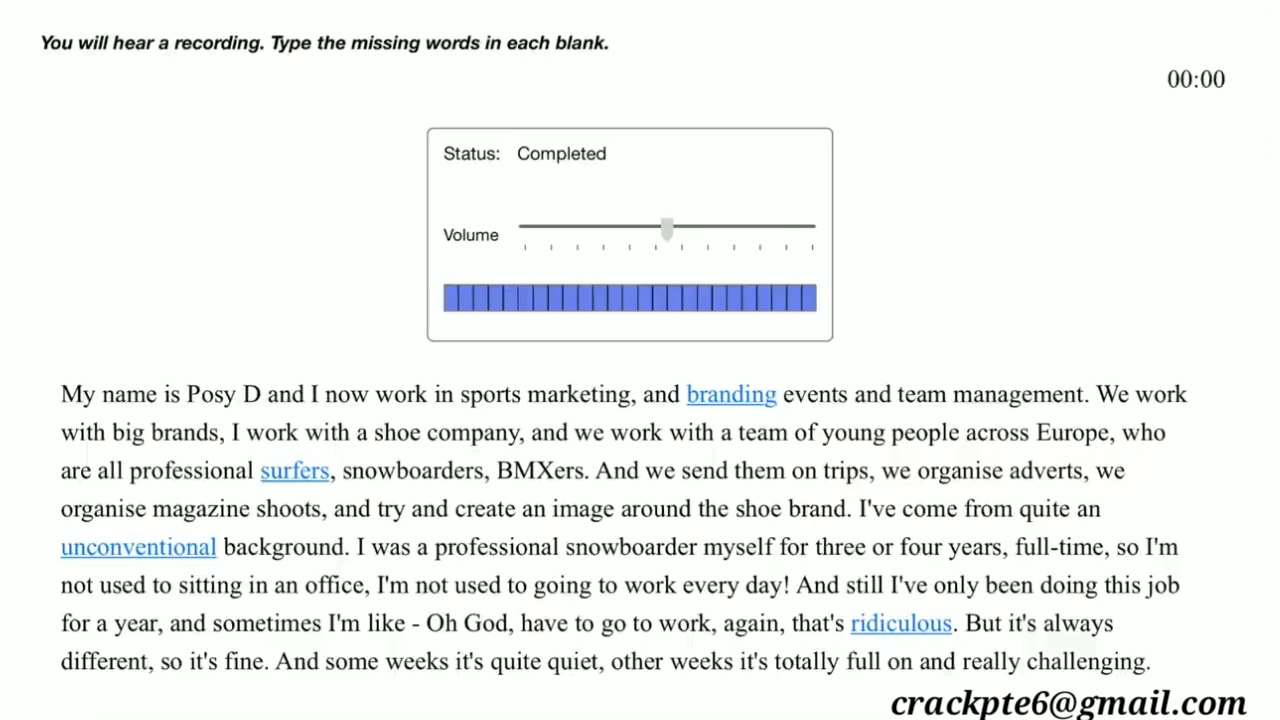 You will hear a recording. Type the missing words in each blank.
00:00
Status: Completed
Volume
My name is Posy D and I now work in sports marketing, and branding events and team management. We work
with big brands, I work with a shoe company, and we work with a team of young people across Europe, who
are all professional surfers, snowboarders, BMXers. And we send them on trips, we organise adverts, we
organise magazine shoots, and try and create an image around the shoe brand. I've come from quite an
unconventional background. I was a professional snowboarder myself for three or four years, full-time, so I'm
not used to sitting in an office, I'm not used to going to work every day! And still I've only been doing this job
for a year, and sometimes I'm like - Oh God, have to go to work, again, that's ridiculous. But it's always
different, so it's fine. And some weeks it's quite quiet, other weeks it's totally full on and really challenging.
crackpte6@gmail.com